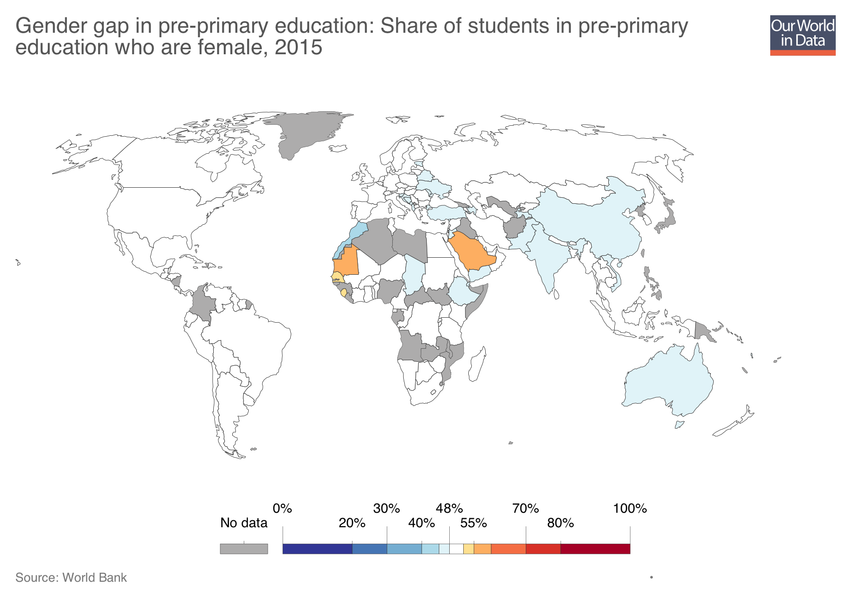 Gender gap in pre-primary education: Share of students in pre-primary
education who are female, 2015
Our World
in Data
0% 30% 48% 70% 100%
No data 20% 40% 55% 80%
Source: World Bank